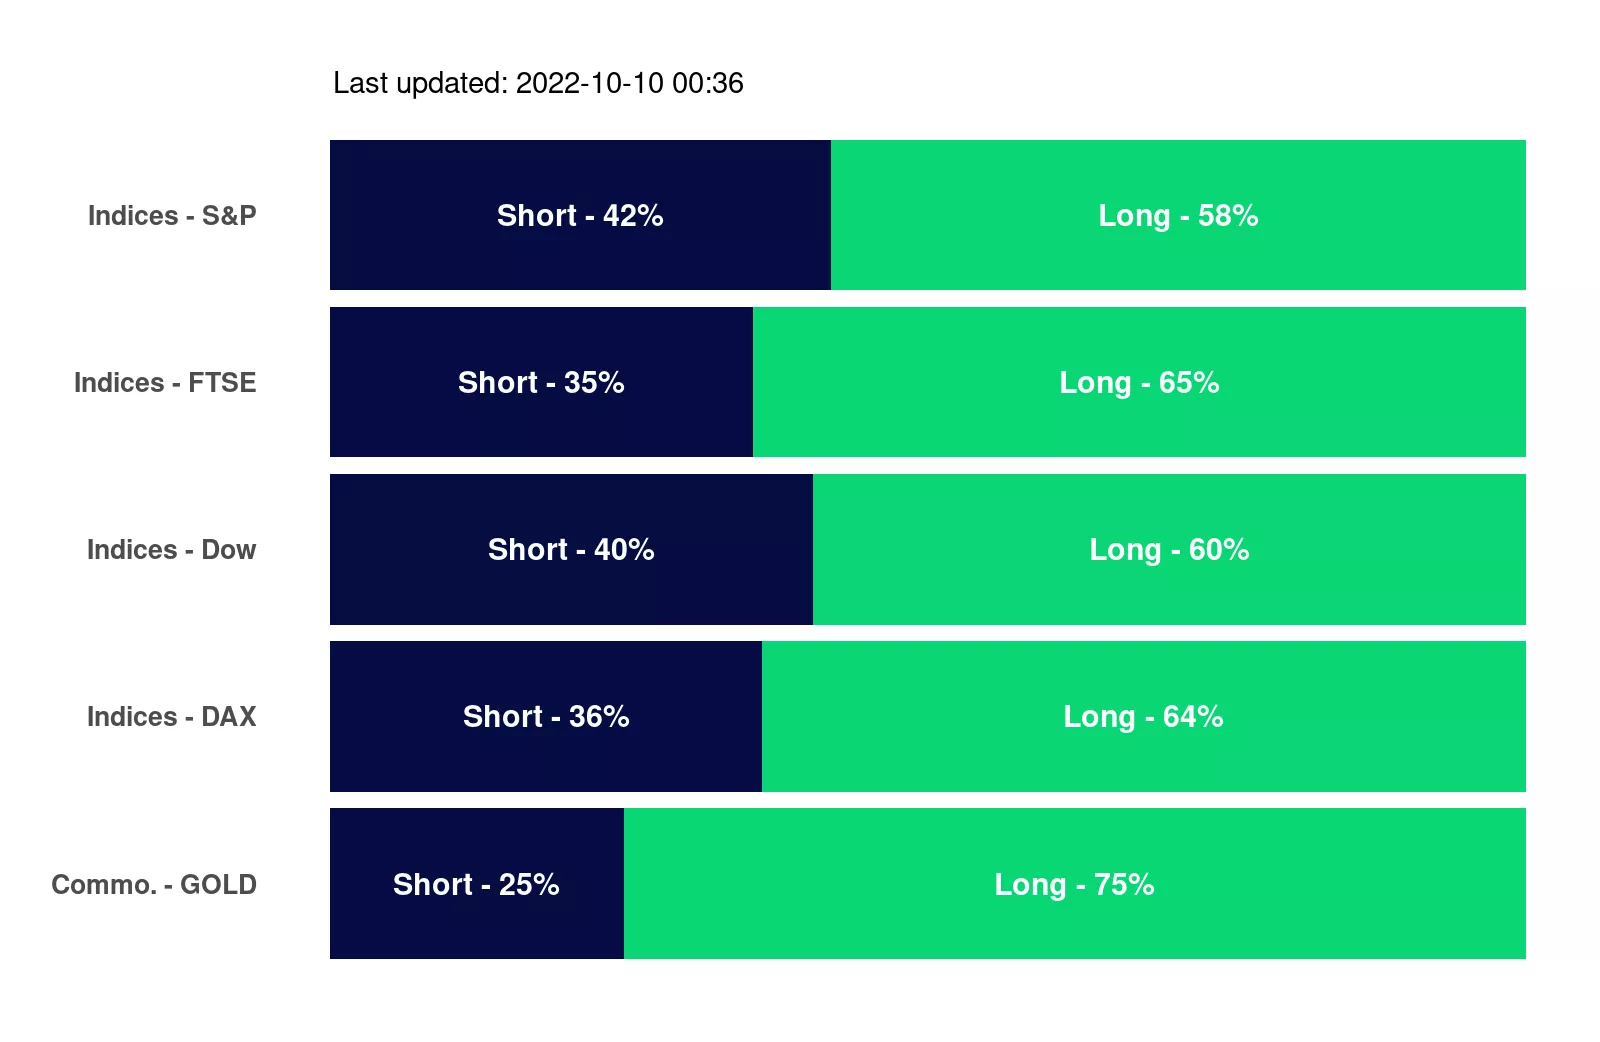 Last updated: 2022-10-10 00:36
Indices - S&P Short - 42% Long - 58%
Indices - FTSE Short - 35% Long - 65%
Indices - Dow Short - 40% Long - 60%
Indices - DAX Short - 36% Long - 64%
Commo. - GOLD Short - 25% Long - 75%